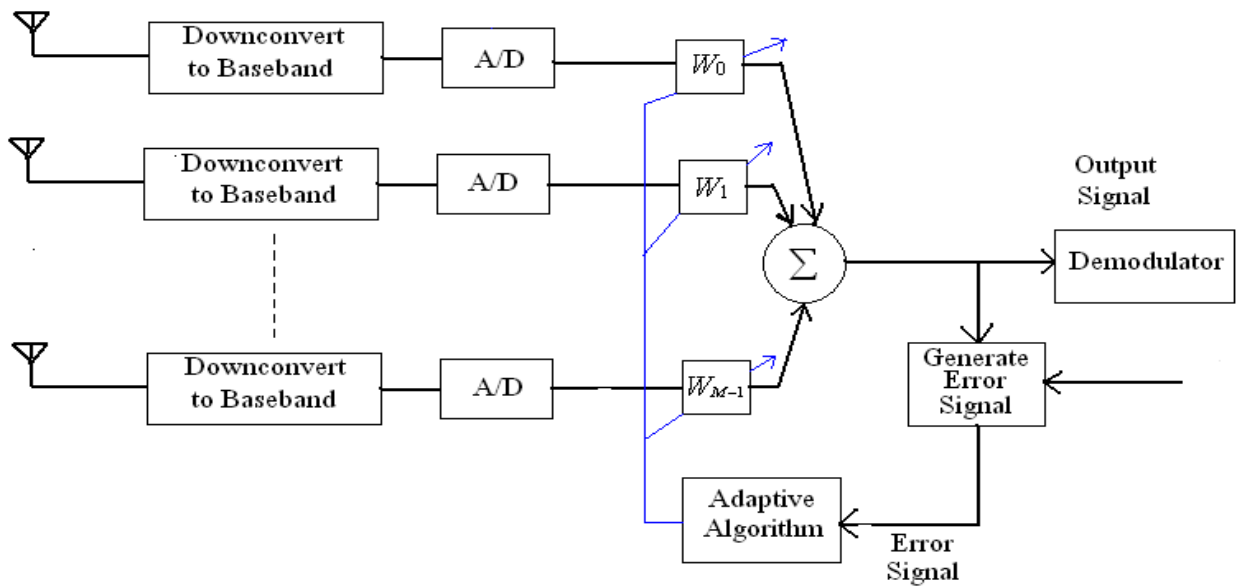 Downconvert
to Baseband
A/D
W0
Downconvert
to Baseband
A/D
W1
Output
Signal
Σ
Demodulator
Downconvert
to Baseband
A/D
WM-1
Generate
Error
Signal
Adaptive
Algorithm
Error
Signal